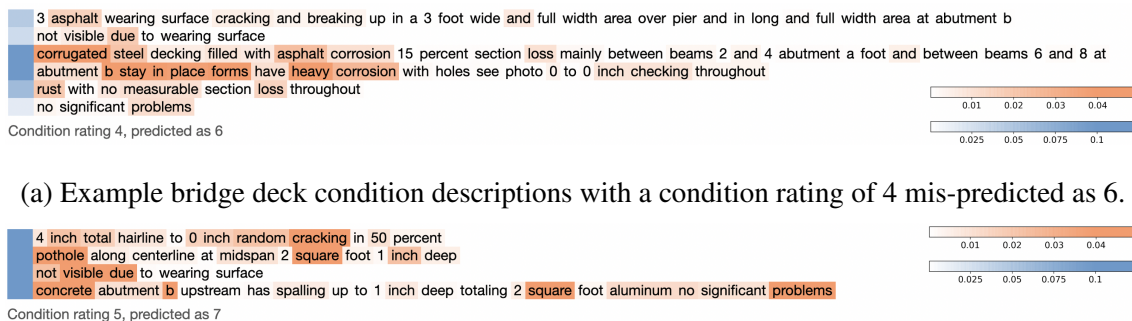 3 asphalt wearing surface cracking and breaking up in a 3 foot wide and full width area over pier and in long and full width area at abutment b
not visible due to wearing surface
corrugated steel decking filled with asphalt corrosion 15 percent section loss mainly between beams 2 and 4 abutment a foot and between beams 6 and 8 at
abutment b stay in place forms have heavy corrosion with holes see photo 0 to 0 inch checking throughout
rust with no measurable section loss throughout
no significant problems
0.01 0.02 0.03 0.04
0.025 0.05 0.075 0.1
Condition rating 4, predicted as 6
(a) Example bridge deck condition descriptions with a condition rating of 4 mis-predicted as 6.
4 inch total hairline to 0 inch random cracking in 50 percent
pothole along centerline at midspan 2 square foot 1 inch deep
not visible due to wearing surface
concrete abutment b upstream has spalling up to 1 inch deep totaling 2 square foot aluminum no significant problems
0.01 0.02 0.03 0.04
0.025 0.05 0.075 0.1
Condition rating 5, predicted as 7